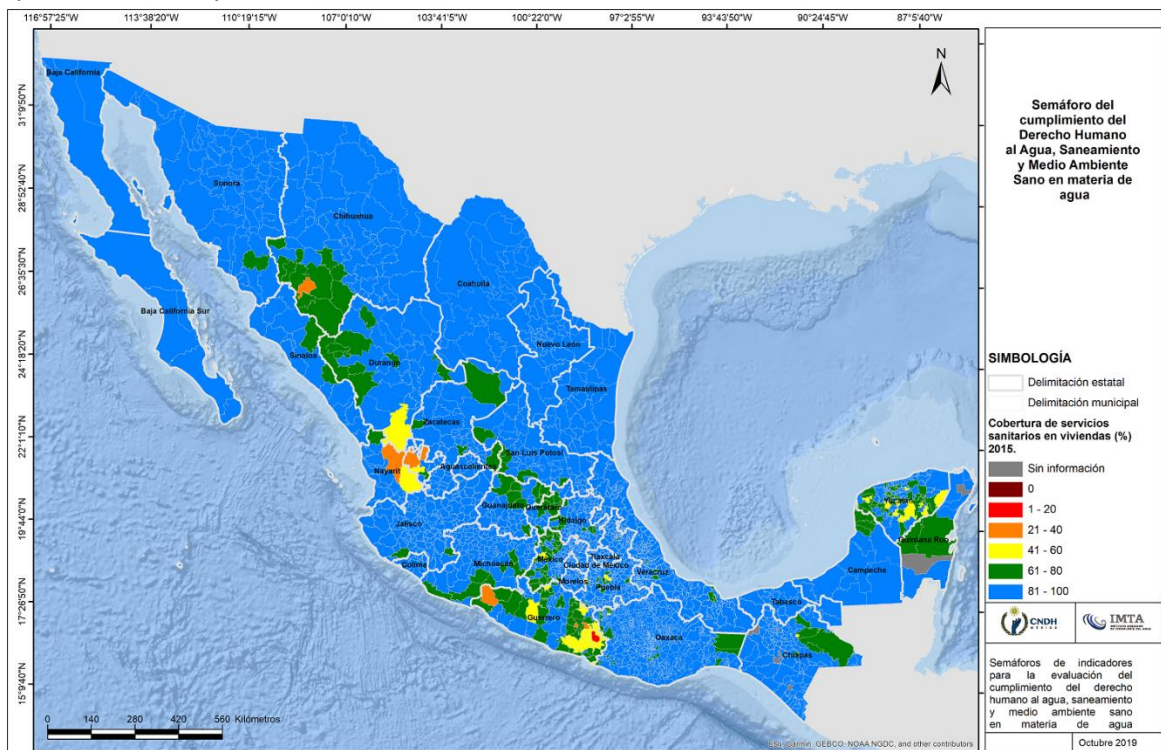 116°57'25"W 113°38'20"W 110°19'15"W 107°0'10"W 103°41'5"W 100°22'0"W 97°2'55"W 93°43'50"W 90°24'45"W 87°5'40"W
31°9'50"N
28°52'40"N
26°35'30"N
24°18'20"N
22°1'10"N
19°44'0"N
17°26'50"N
15°9'40"N
Baja California
Sonora
Chihuahua
Coahuila
Baja California Sur
Nuevo León
Sinaloa
Durango
Tamaulipas
Zacatecas
San Luis Potosí
Nayarit
Aguascalientes
Yucatán
Guanajuato
Querétaro
Hidalgo
Jalisco
Quintana Roo
Colima
Michoacán
México
Tlaxcala
Ciudad de México
Veracruz
Campeche
Morelos
Puebla
Tabasco
Guerrero
Oaxaca
Chiapas
0 140 280 420 560 Kilómetros
Esri, Garmin, GEBCO, NOAA NGDC, and other contributors
N
Semáforo del
cumplimiento del
Derecho Humano
al Agua, Saneamiento
y Medio Ambiente
Sano en materia de
agua
SIMBOLOGÍA
Delimitación estatal
Delimitación municipal
Cobertura de servicios
sanitarios en viviendas (%)
2015.
Sin información
0
1 - 20
21 - 40
41 - 60
61 - 80
81 - 100
CNDH
MÉXICO
IMTA
Semáforos de indicadores
para la evaluación del
cumplimiento del derecho
humano al agua, saneamiento
y medio ambiente sano
en materia de agua
Octubre 2019